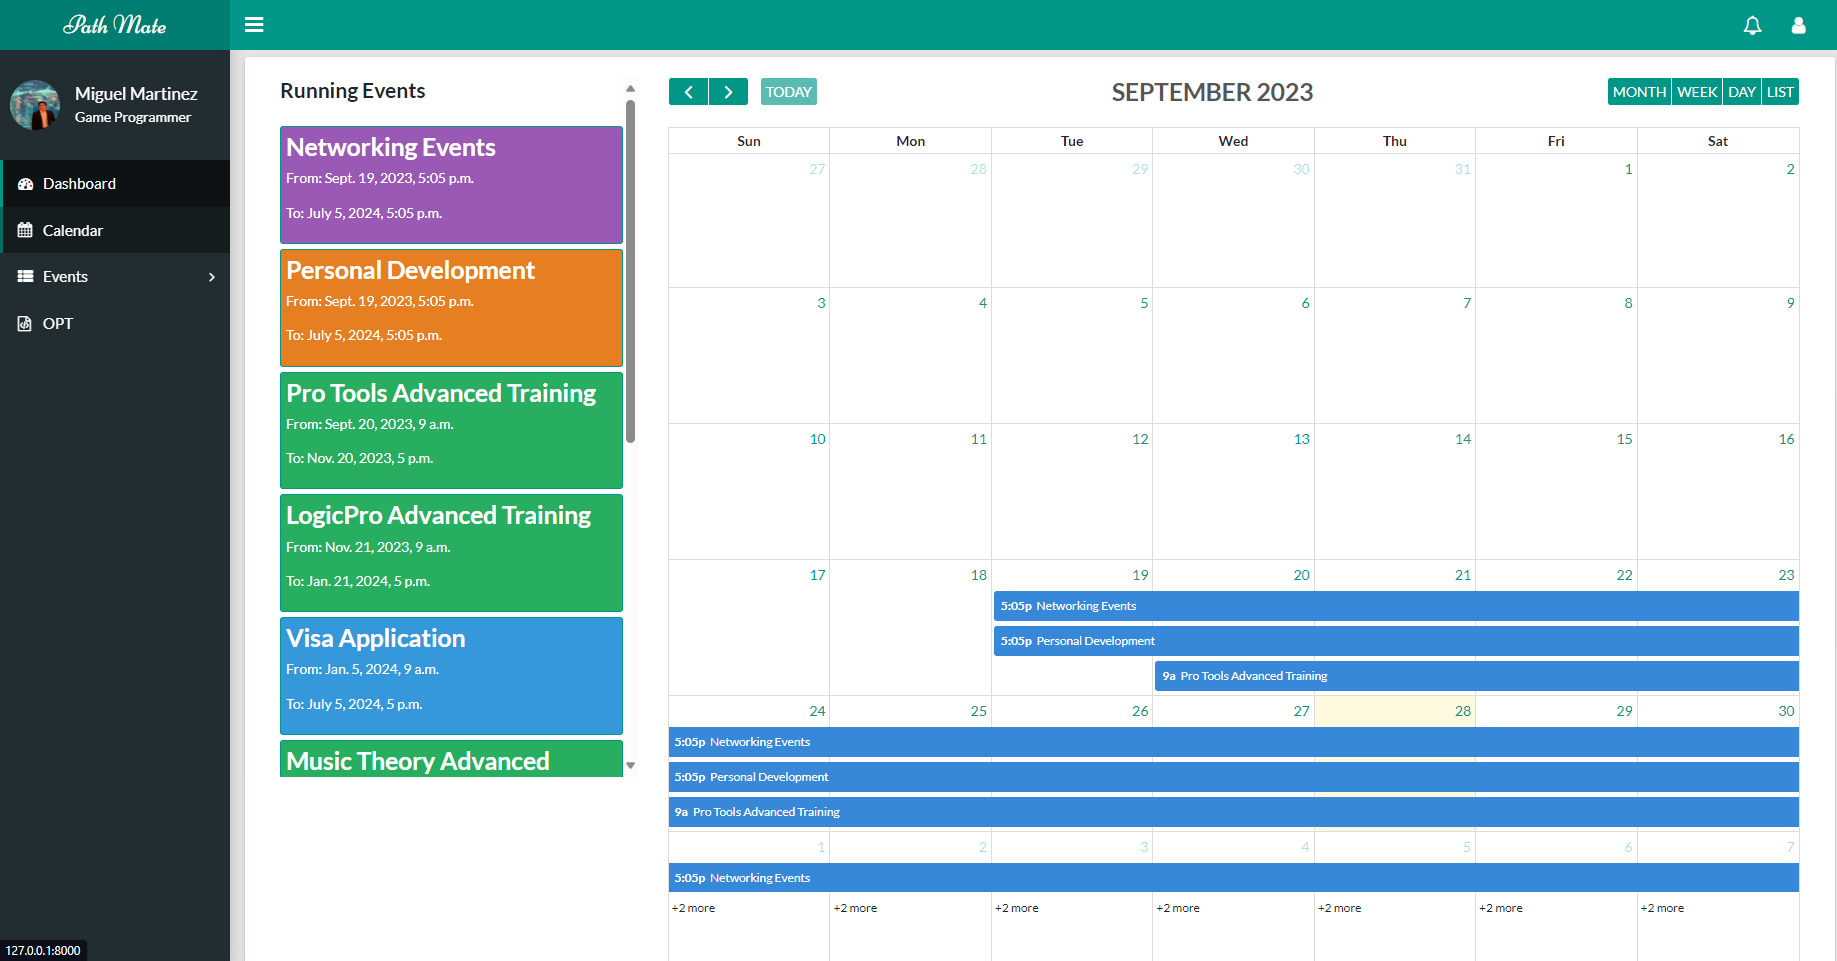 Path Mate
Miguel Martinez
Game Programmer
Dashboard
Calendar
Events
OPT
127.0.0.1:8000
Running Events
Networking Events
From: Sept. 19, 2023, 5:05 p.m.
To: July 5, 2024, 5:05 p.m.
Personal Development
From: Sept. 19, 2023, 5:05 p.m.
To: July 5, 2024, 5:05 p.m.
Pro Tools Advanced Training
From: Sept. 20, 2023, 9 a.m.
To: Nov. 20, 2023, 5 p.m.
LogicPro Advanced Training
From: Nov. 21, 2023, 9 a.m.
To: Jan. 21, 2024, 5 p.m.
Visa Application
From: Jan. 5, 2024, 9 a.m.
To: July 5, 2024, 5 p.m.
Music Theory Advanced
TODAY SEPTEMBER 2023 MONTH WEEK DAY LIST
Sun Mon Tue Wed Thu Fri Sat
27 28 29 30 31 1 2
3 4 5 6 7 8 9
10 11 12 13 14 15 16
17 18 19 20 21 22 23
5:05p Networking Events
5:05p Personal Development
9a Pro Tools Advanced Training
24 25 26 27 28 29 30
5:05p Networking Events
5:05p Personal Development
9a Pro Tools Advanced Training
1 2 3 4 5 6 7
5:05p Networking Events
+2 more +2 more +2 more +2 more +2 more +2 more +2 more